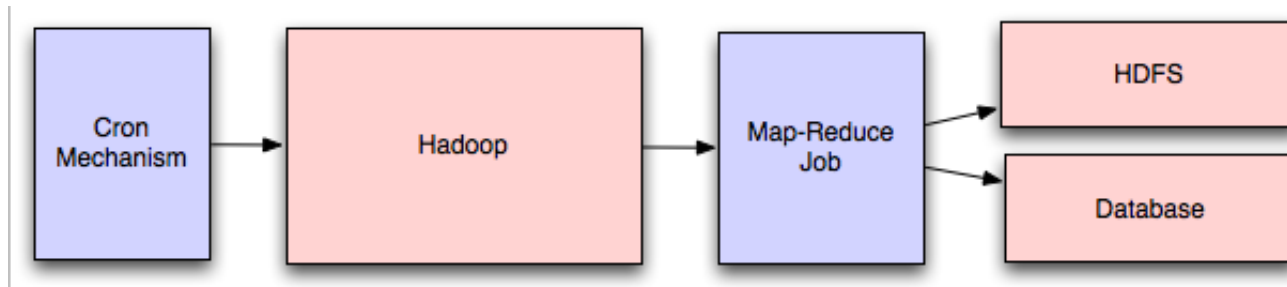 Cron
Mechanism
Hadoop
Map-Reduce
Job
HDFS
Database